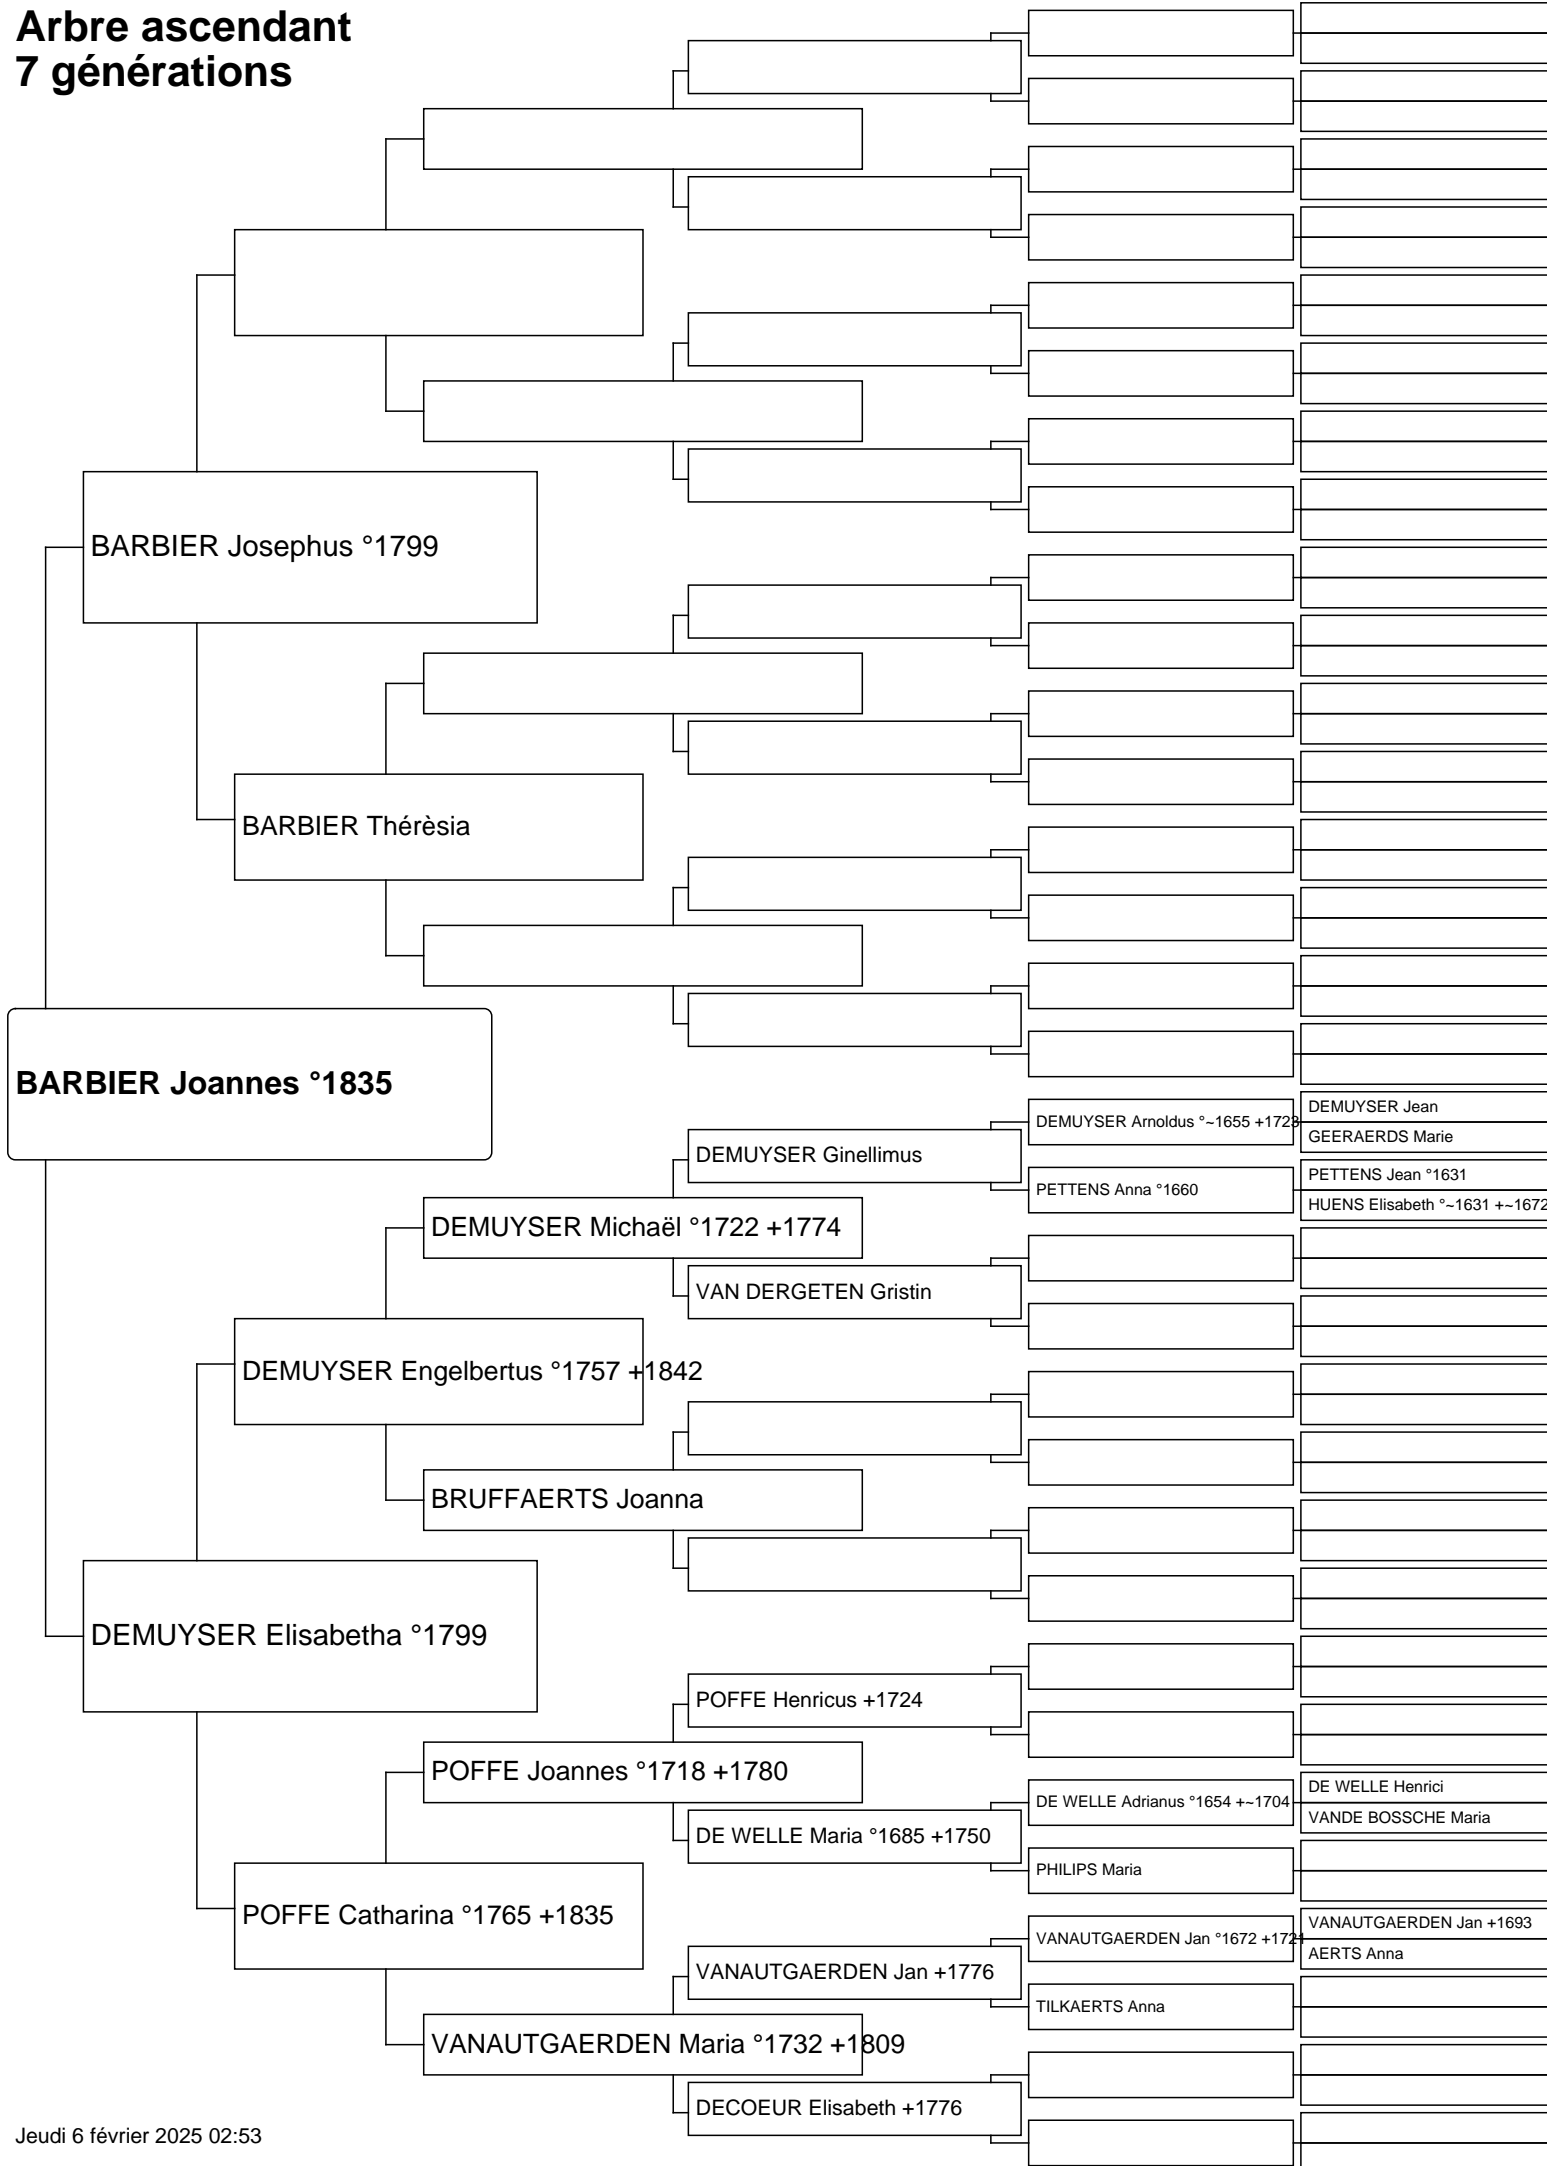 Arbre ascendant
7 générations
BARBIER Josephus °1799
BARBIER Thérèsia
BARBIER Joannes °1835
DEMUYSER Arnoldus °~1655 +1723
DEMUYSER Jean
GEERAERDS Marie
DEMUYSER Ginellimus
PETTENS Anna °1660
PETTENS Jean °1631
HUENS Elisabeth °~1631 +~1672
DEMUYSER Michaël °1722 +1774
VAN DERGETEN Gristin
DEMUYSER Engelbertus °1757 +1842
BRUFFAERTS Joanna
DEMUYSER Elisabetha °1799
POFFE Henricus +1724
POFFE Joannes °1718 +1780
DE WELLE Adrianus °1654 +~1704
DE WELLE Henrici
VANDE BOSSCHE Maria
DE WELLE Maria °1685 +1750
PHILIPS Maria
POFFE Catharina °1765 +1835
VANAUTGAERDEN Jan °1672 +1721
VANAUTGAERDEN Jan +1693
AERTS Anna
VANAUTGAERDEN Jan +1776
TILKAERTS Anna
VANAUTGAERDEN Maria °1732 +1809
DECOEUR Elisabeth +1776
Jeudi 6 février 2025 02:53